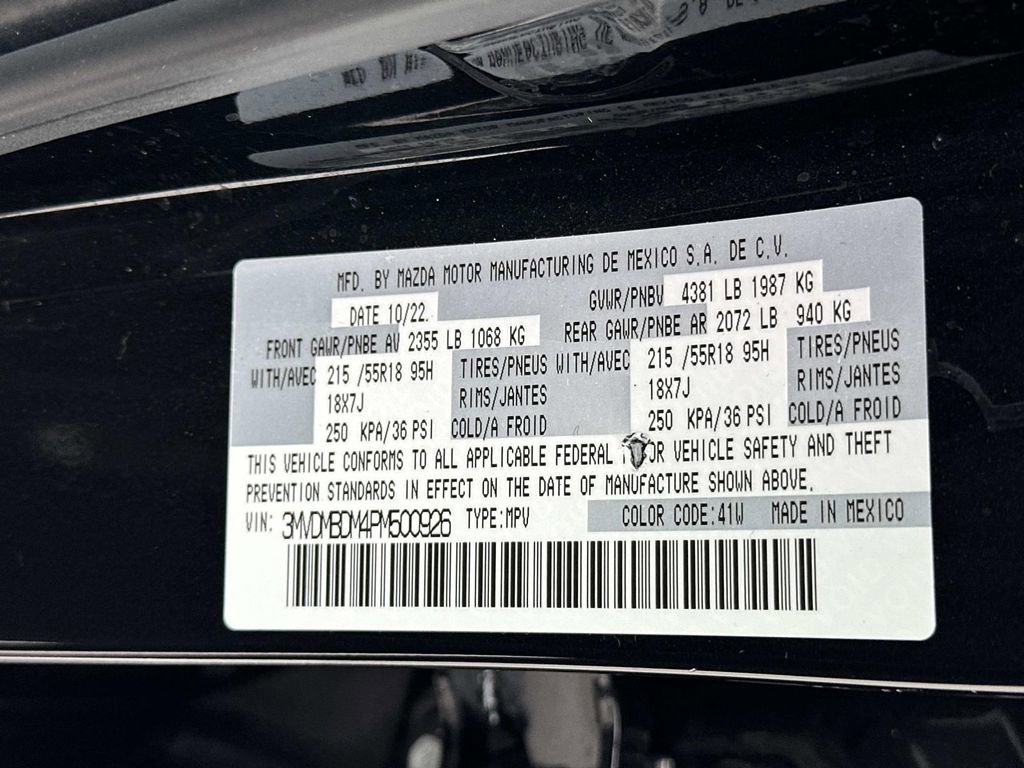 MFD. BY MAZDA MOTOR MANUFACTURING DE MEXICO S.A. DE C.V.
DATE 10/22. GVWR/PNBV 4381 LB 1987 KG
FRONT GAWR/PNBE AV 2355 LB 1068 KG REAR GAWR/PNBE AR 2072 LB 940 KG
WITH/AVEC 215 /55R18 95H TIRES/PNEUS WITH/AVEC 215 /55R18 95H TIRES/PNEUS
18X7J RIMS/JANTES 18X7J RIMS/JANTES
250 KPA/36 PSI COLD/A FROID 250 KPA/36 PSI COLD/A FROID
THIS VEHICLE CONFORMS TO ALL APPLICABLE FEDERAL VEHICLE SAFETY AND THEFT
PREVENTION STANDARDS IN EFFECT ON THE DATE OF MANUFACTURE SHOWN ABOVE.
VIN: 3MVDMBDM4PM500926 TYPE:MPV COLOR CODE:41W MADE IN MEXICO